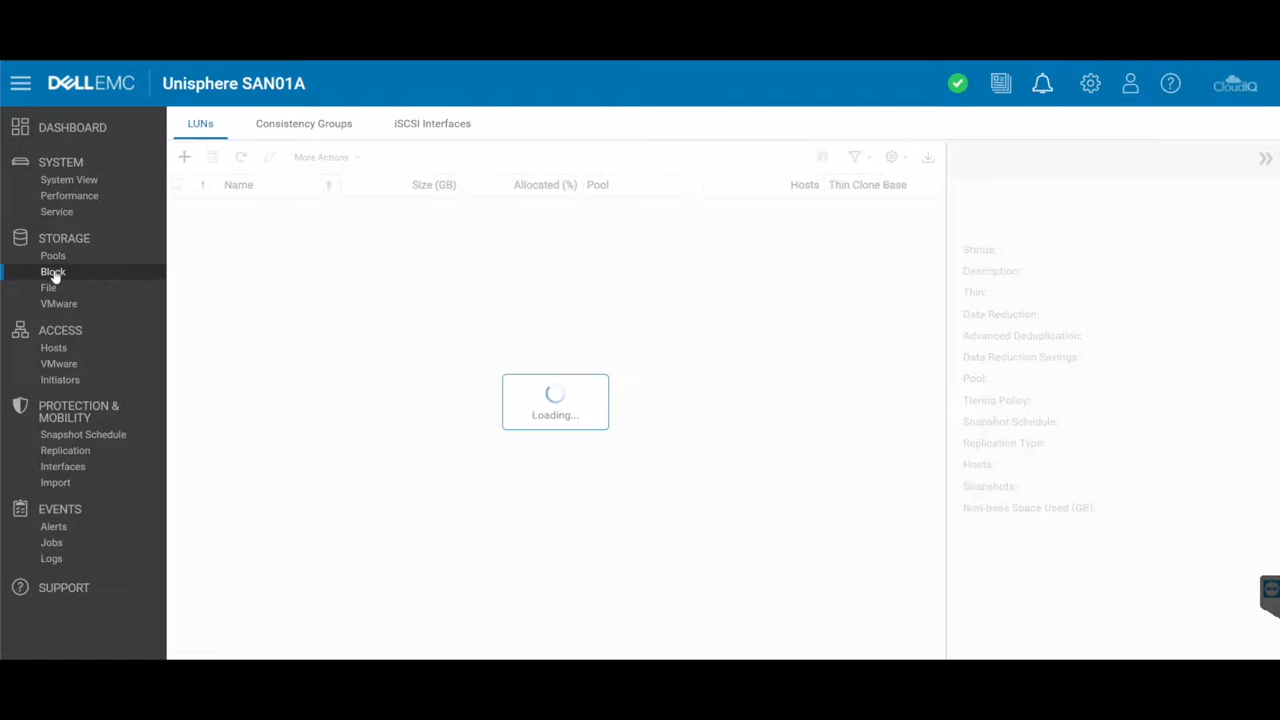 DELLEMC
Unisphere SAN01A
CloudIQ
DASHBOARD
SYSTEM
System View
Performance
Service
STORAGE
Pools
Block
File
VMware
ACCESS
Hosts
VMware
Initiators
PROTECTION &
MOBILITY
Snapshot Schedule
Replication
Interfaces
Import
EVENTS
Alerts
Jobs
Logs
SUPPORT
LUNs Consistency Groups iSCSI Interfaces
More Actions
! Name Size (GB) Allocated (%) Pool Hosts Thin Clone Base
Loading...
Status:
Description:
Thin:
Data Reduction:
Advanced Deduplication:
Data Reduction Savings
Pool:
Tiering Policy:
Snapshot Schedule:
Replication Type:
Hosts:
Snapshots:
Non-base Space Used (GB):